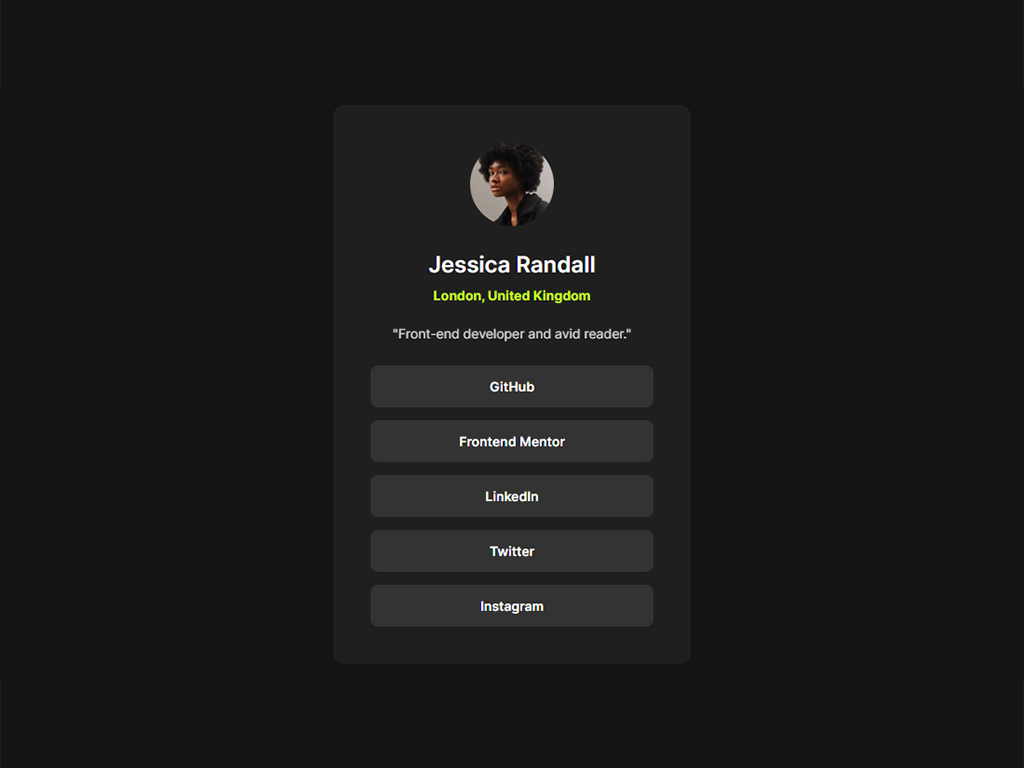 Jessica Randall
London, United Kingdom
"Front-end developer and avid reader."
GitHub
Frontend Mentor
LinkedIn
Twitter
Instagram